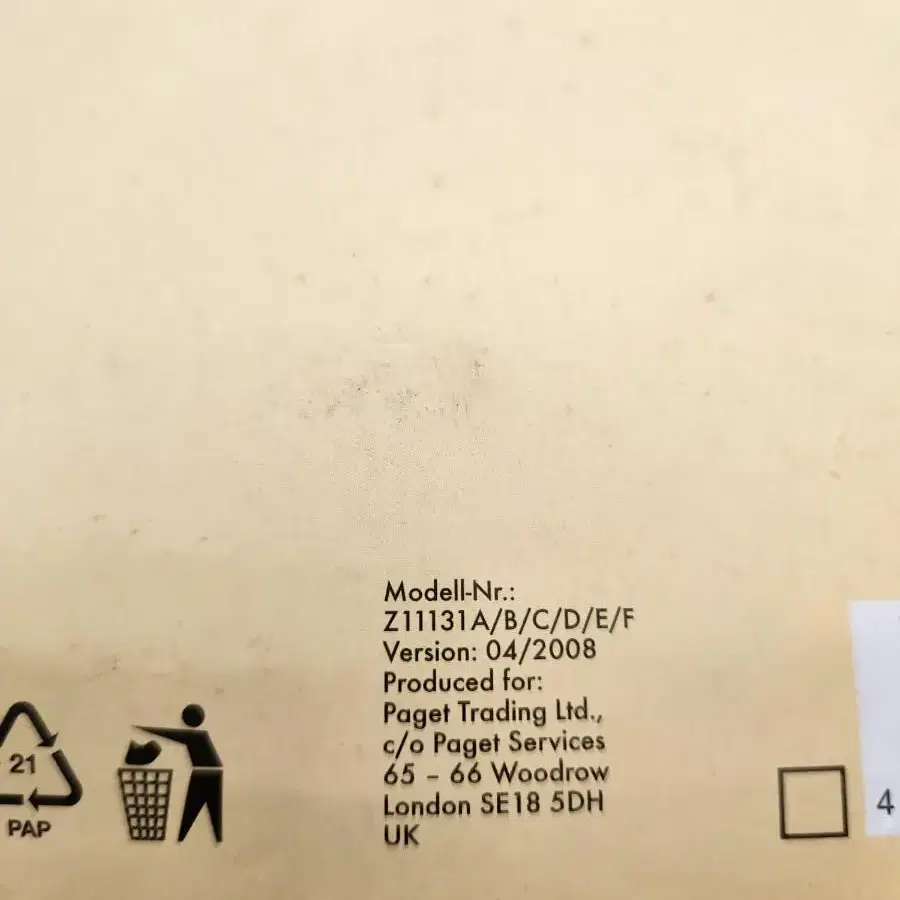 Modell-Nr.:
Z11131A/B/C/D/E/F
Version: 04/2008
Produced for:
Paget Trading Ltd.,
c/o Paget Services
65 – 66 Woodrow
London SE18 5DH
UK
21
PAP
4